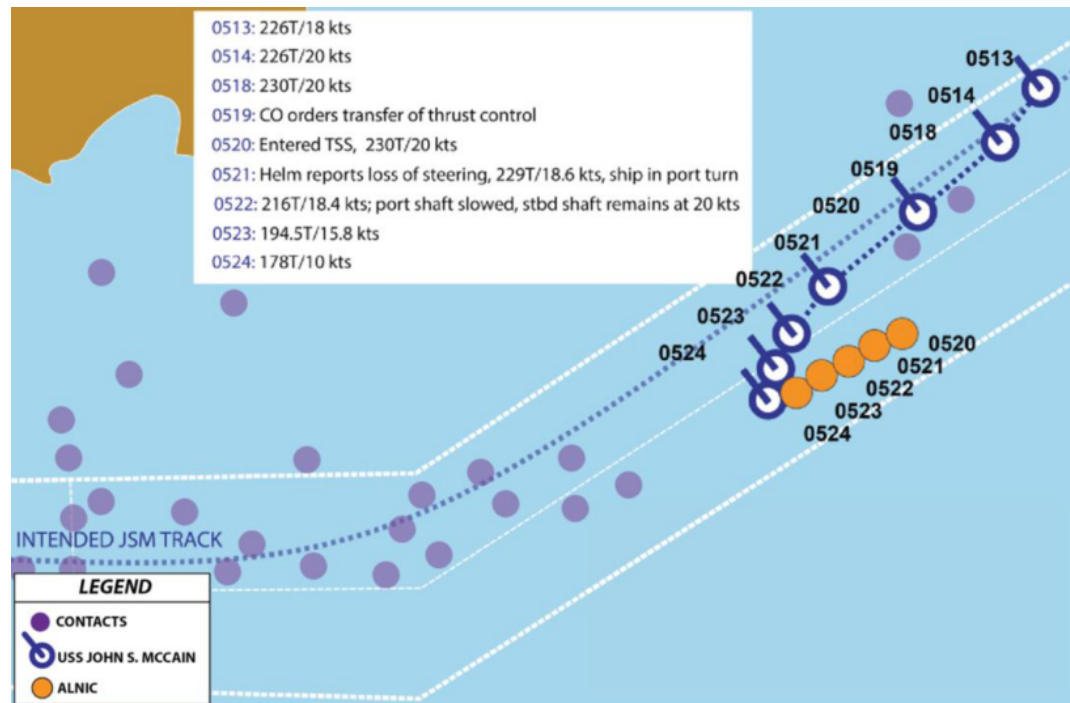 0513: 226T/18 kts
0514: 226T/20 kts
0518: 230T/20 kts
0519: CO orders transfer of thrust control
0520: Entered TSS, 230T/20 kts
0521: Helm reports loss of steering, 229T/18.6 kts, ship in port turn
0522: 216T/18.4 kts; port shaft slowed, stbd shaft remains at 20 kts
0523: 194.5T/15.8 kts
0524: 178T/10 kts
0513
0514
0518
0519
0520
0521
0522
0523
0524
0520
0521
0522
0523
0524
INTENDED JSM TRACK
LEGEND
CONTACTS
USS JOHN S. MCCAIN
ALNIC